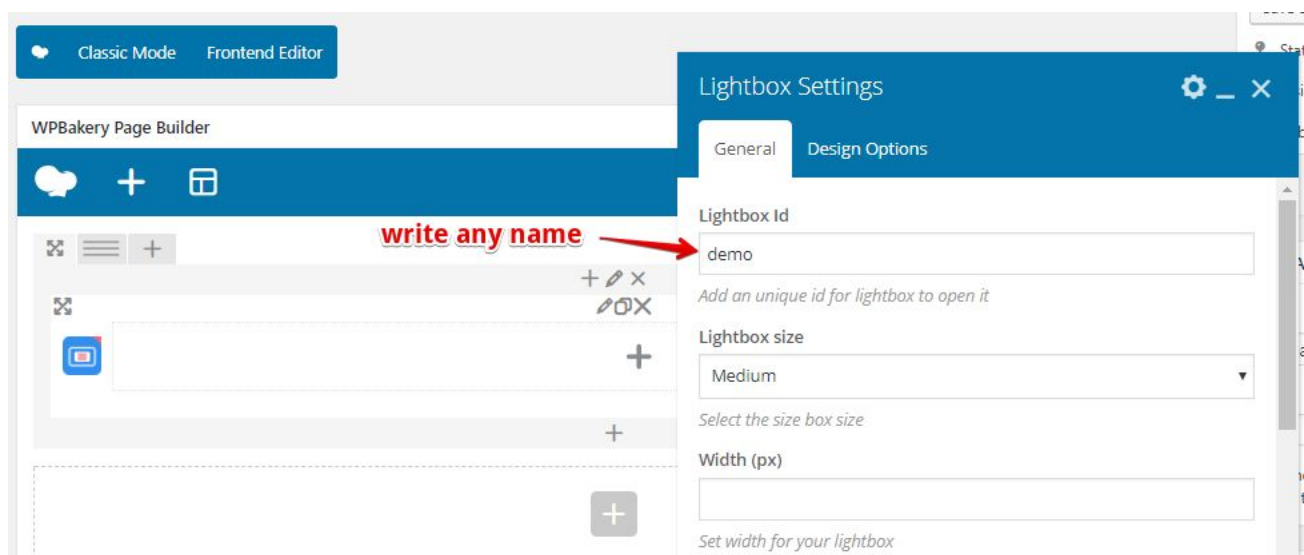 Classic Mode Frontend Editor
WPBakery Page Builder
write any name
Lightbox Settings
General Design Options
Lightbox Id
demo
Add an unique id for lightbox to open it
Lightbox size
Medium
Select the size box size
Width (px)
Set width for your lightbox